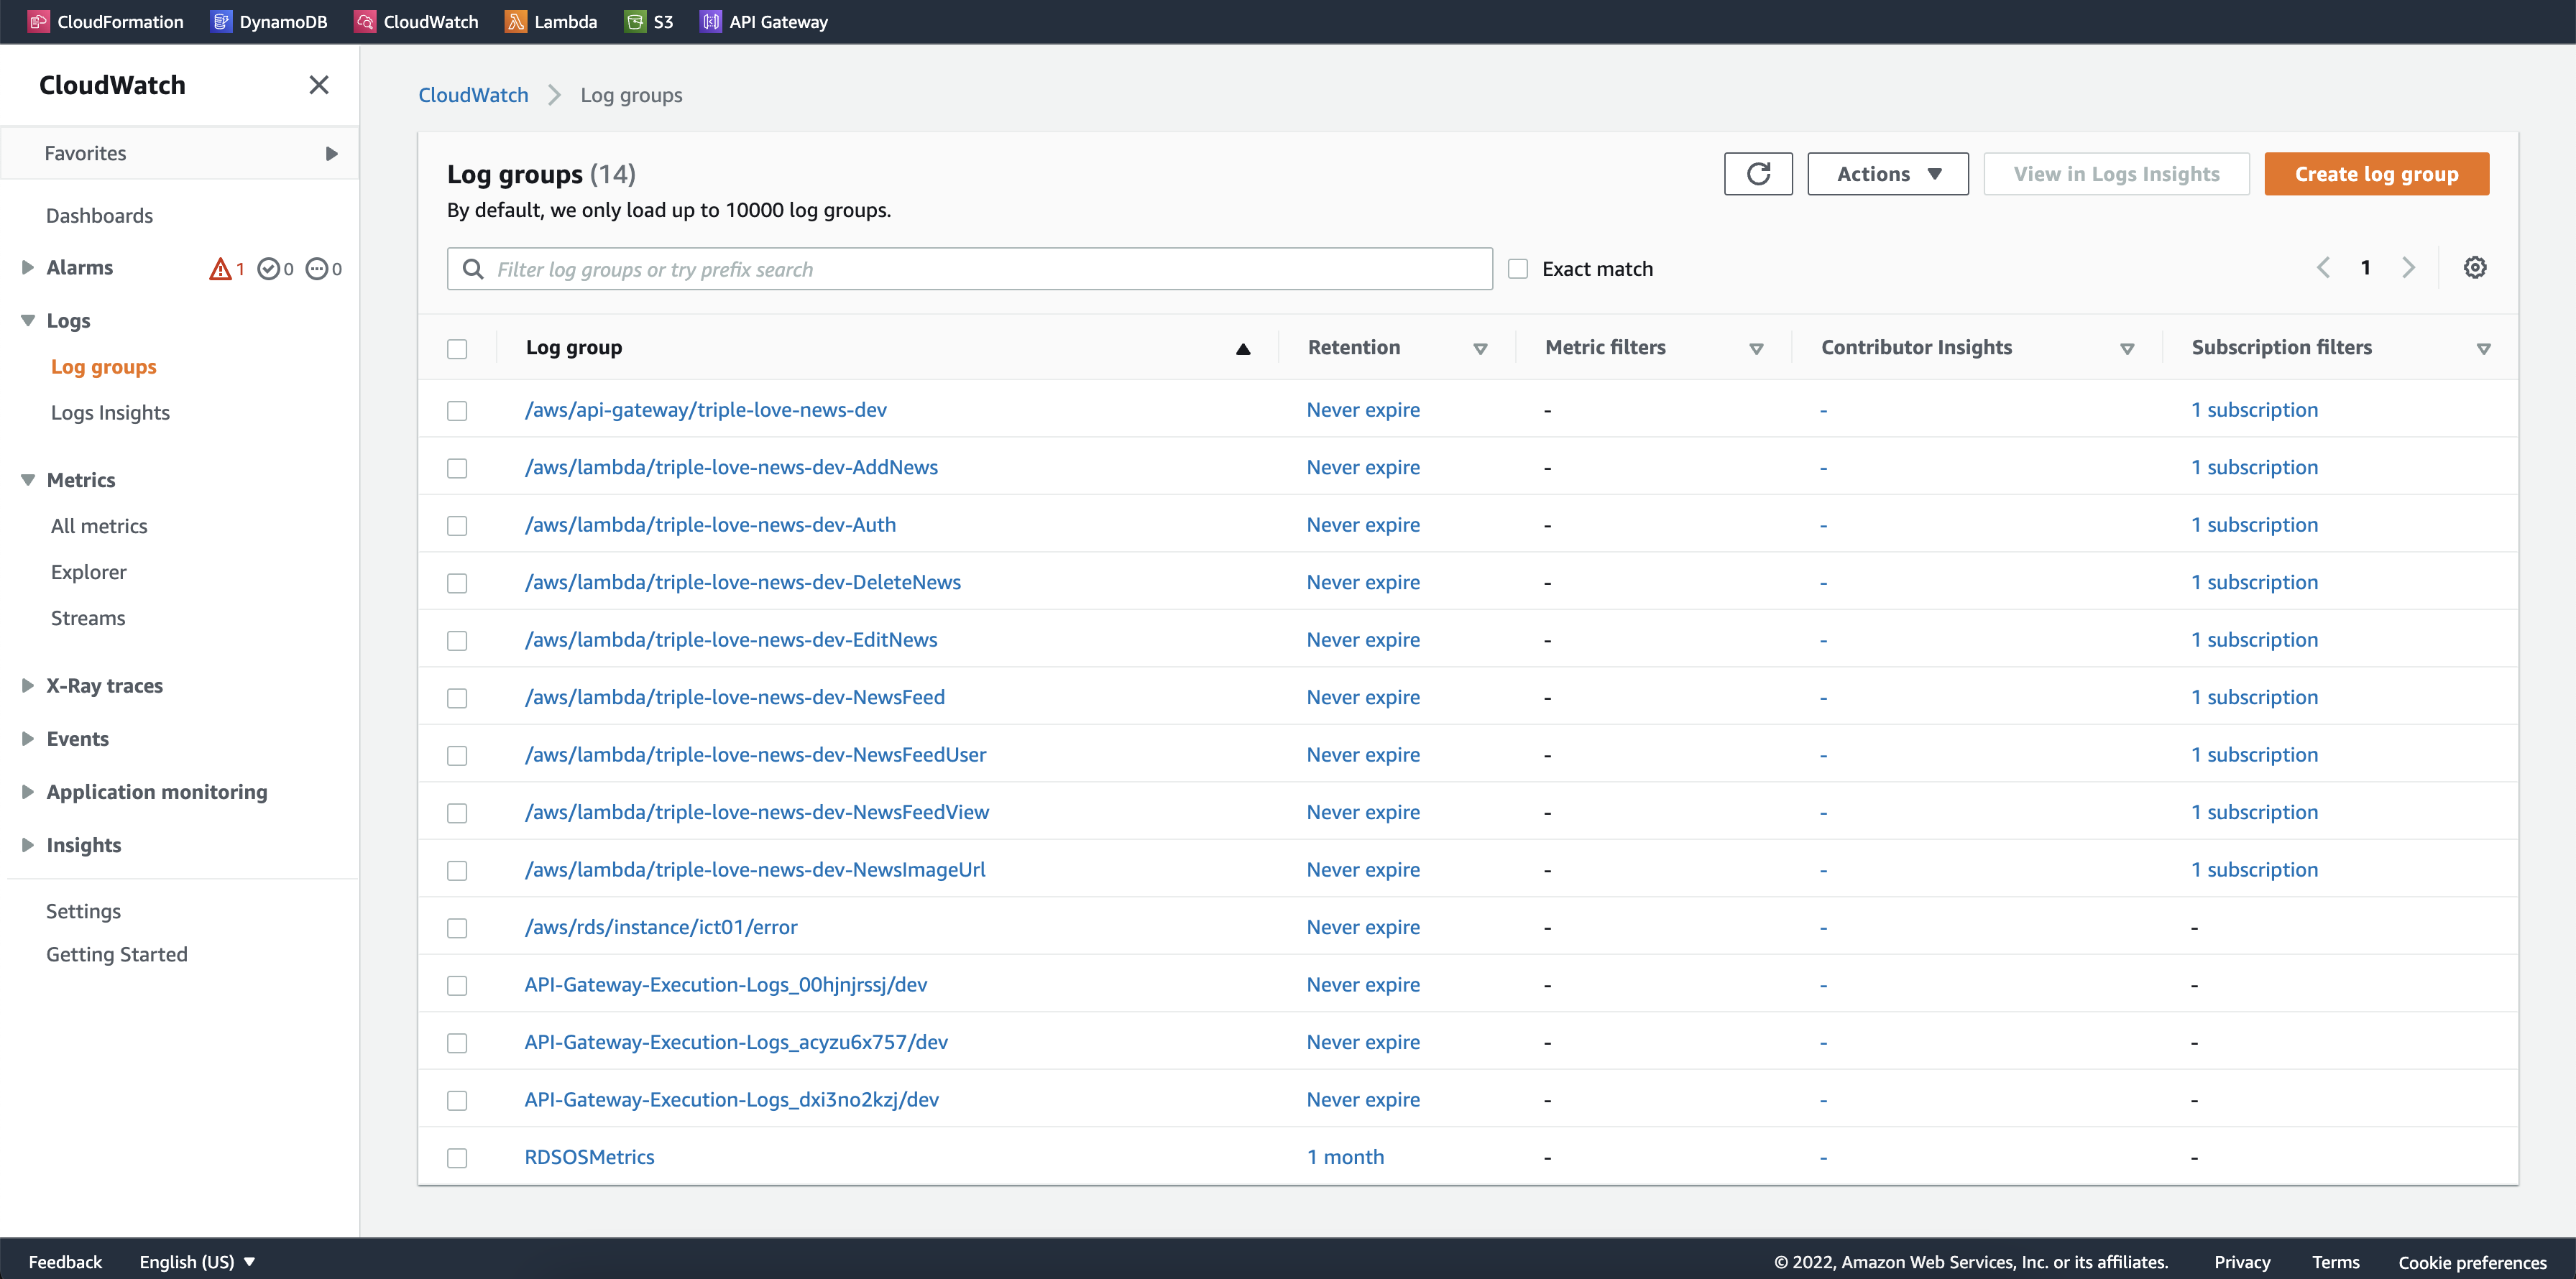 CloudFormation DynamoDB CloudWatch Lambda S3 API Gateway
CloudWatch
Favorites
Dashboards
Alarms 1 0 0
Logs
Log groups
Logs Insights
Metrics
All metrics
Explorer
Streams
X-Ray traces
Events
Application monitoring
Insights
Settings
Getting Started
CloudWatch Log groups
Log groups (14)
By default, we only load up to 10000 log groups.
Actions View in Logs Insights Create log group
Filter log groups or try prefix search Exact match 1
Log group Retention Metric filters Contributor Insights Subscription filters
/aws/api-gateway/triple-love-news-dev Never expire - - 1 subscription
/aws/lambda/triple-love-news-dev-AddNews Never expire - - 1 subscription
/aws/lambda/triple-love-news-dev-Auth Never expire - - 1 subscription
/aws/lambda/triple-love-news-dev-DeleteNews Never expire - - 1 subscription
/aws/lambda/triple-love-news-dev-EditNews Never expire - - 1 subscription
/aws/lambda/triple-love-news-dev-NewsFeed Never expire - - 1 subscription
/aws/lambda/triple-love-news-dev-NewsFeedUser Never expire - - 1 subscription
/aws/lambda/triple-love-news-dev-NewsFeedView Never expire - - 1 subscription
/aws/lambda/triple-love-news-dev-NewsImageUrl Never expire - - 1 subscription
/aws/rds/instance/ict01/error Never expire - - -
API-Gateway-Execution-Logs_00hjnjrssj/dev Never expire - - -
API-Gateway-Execution-Logs_acyzu6x757/dev Never expire - - -
API-Gateway-Execution-Logs_dxi3no2kzj/dev Never expire - - -
RDSOSMetrics 1 month - - -
Feedback English (US) © 2022, Amazon Web Services, Inc. or its affiliates. Privacy Terms Cookie preferences